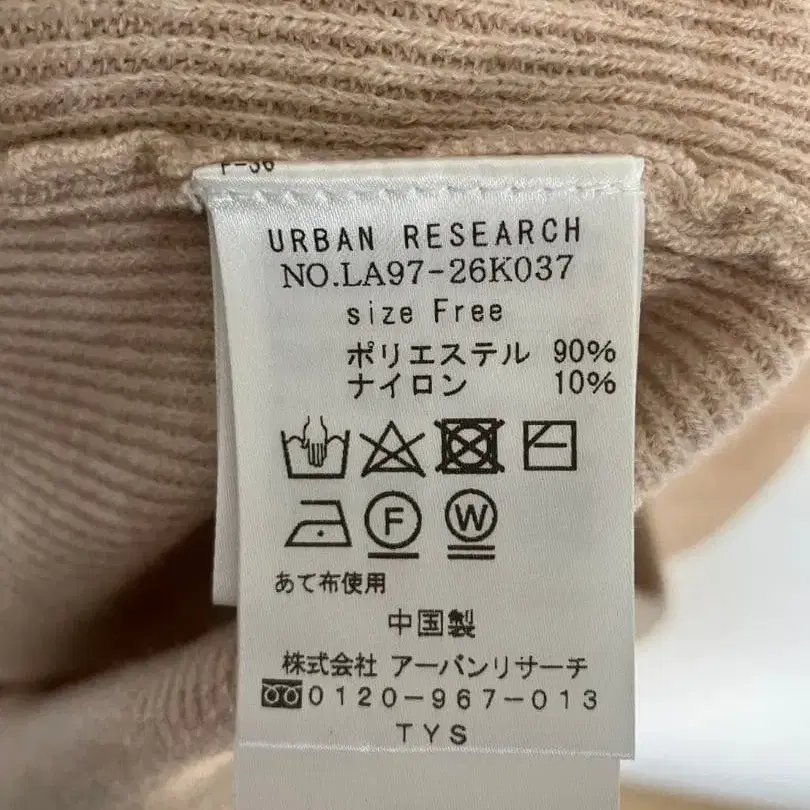 F-36
URBAN RESEARCH
NO.LA97-26K037
size Free
ポリエステル 90%
ナイロン 10%
F W
あて布使用
中国製
株式会社 アーバンリサーチ
0120-967-013
TYS